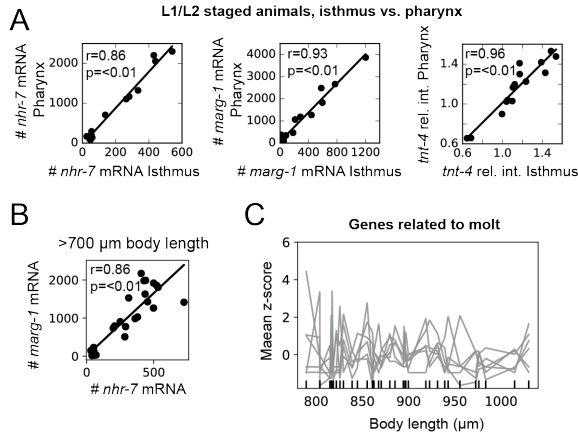 L1/L2 staged animals, isthmus vs. pharynx
A
r=0.86
p=<0.01
# nhr-7 mRNA
Pharynx
2000
1000
0
0 200 400 600
# nhr-7 mRNA Isthmus
r=0.93
p=<0.01
# marg-1 mRNA
Pharynx
4000
3000
2000
1000
0
0 400 800 1200
# marg-1 mRNA Isthmus
r=0.96
p=<0.01
tnt-4 rel. int. Pharynx
1.4
1.0
0.6
0.6 1.0 1.4
tnt-4 rel. int. Isthmus
B
>700 µm body length
r=0.86
p=<0.01
# marg-1 mRNA
2000
1000
0
0 500
# nhr-7 mRNA
C
Genes related to molt
Maean z-score
6
4
2
0
800 850 900 950 1000
Body length (µm)